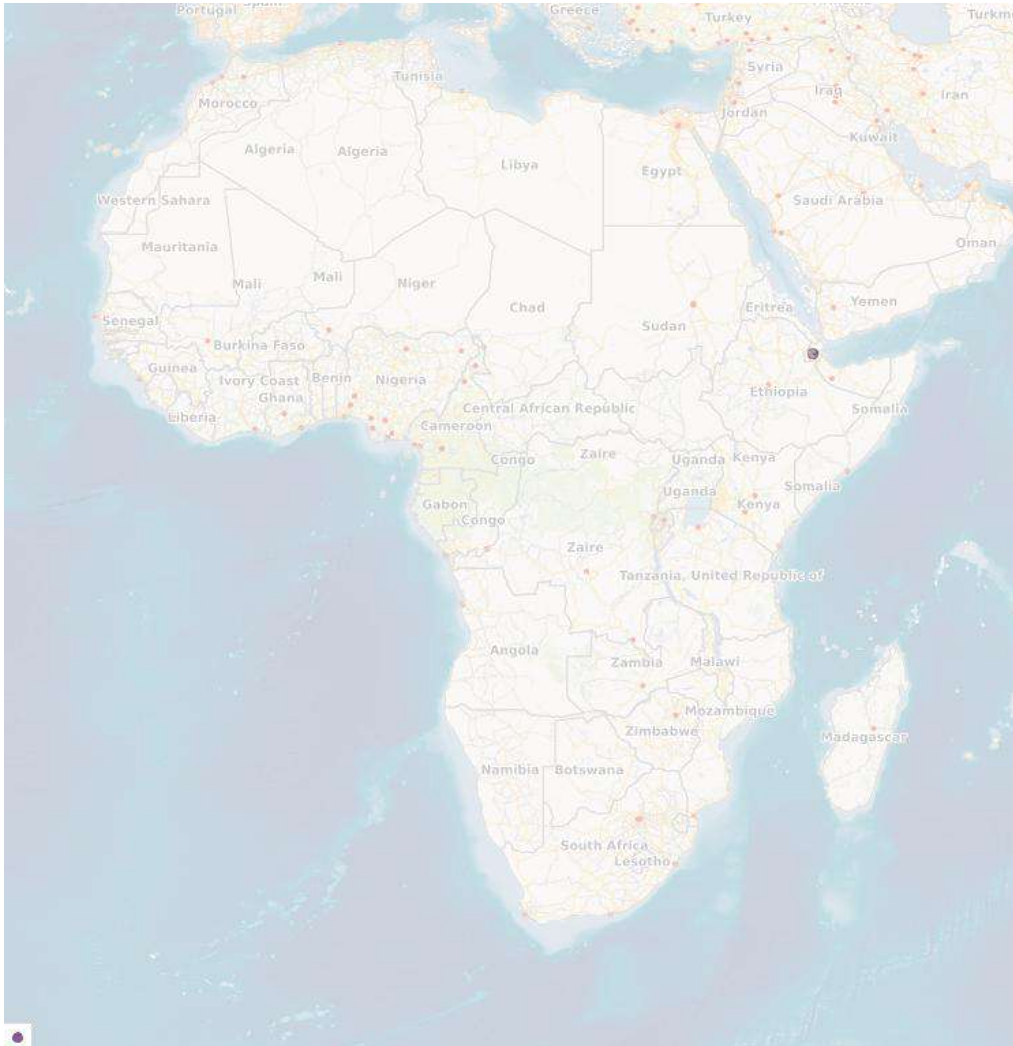 Portugal
Greece
Turkey
Turkm
Tunisia
Syria
Morocco
Iraq
Iran
Jordan
Algeria
Algeria
Kuwait
Libya
Egypt
Western Sahara
Saudi Arabia
Mauritania
Oman
Mali
Mali
Niger
Chad
Eritrea
Yemen
Senegal
Sudan
Burkina Faso
Guinea
Ivory Coast
Benin
Nigeria
Ethiopia
Ghana
Central African Republic
Somalia
Liberia
Cameroon
Congo
Zaire
Uganda
Kenya
Somalia
Uganda
Gabon
Kenya
Congo
Zaire
Tanzania, United Republic of
Angola
Zambia
Malawi
Mozambique
Zimbabwe
Madagascar
Namibia
Botswana
South Africa
Lesotho